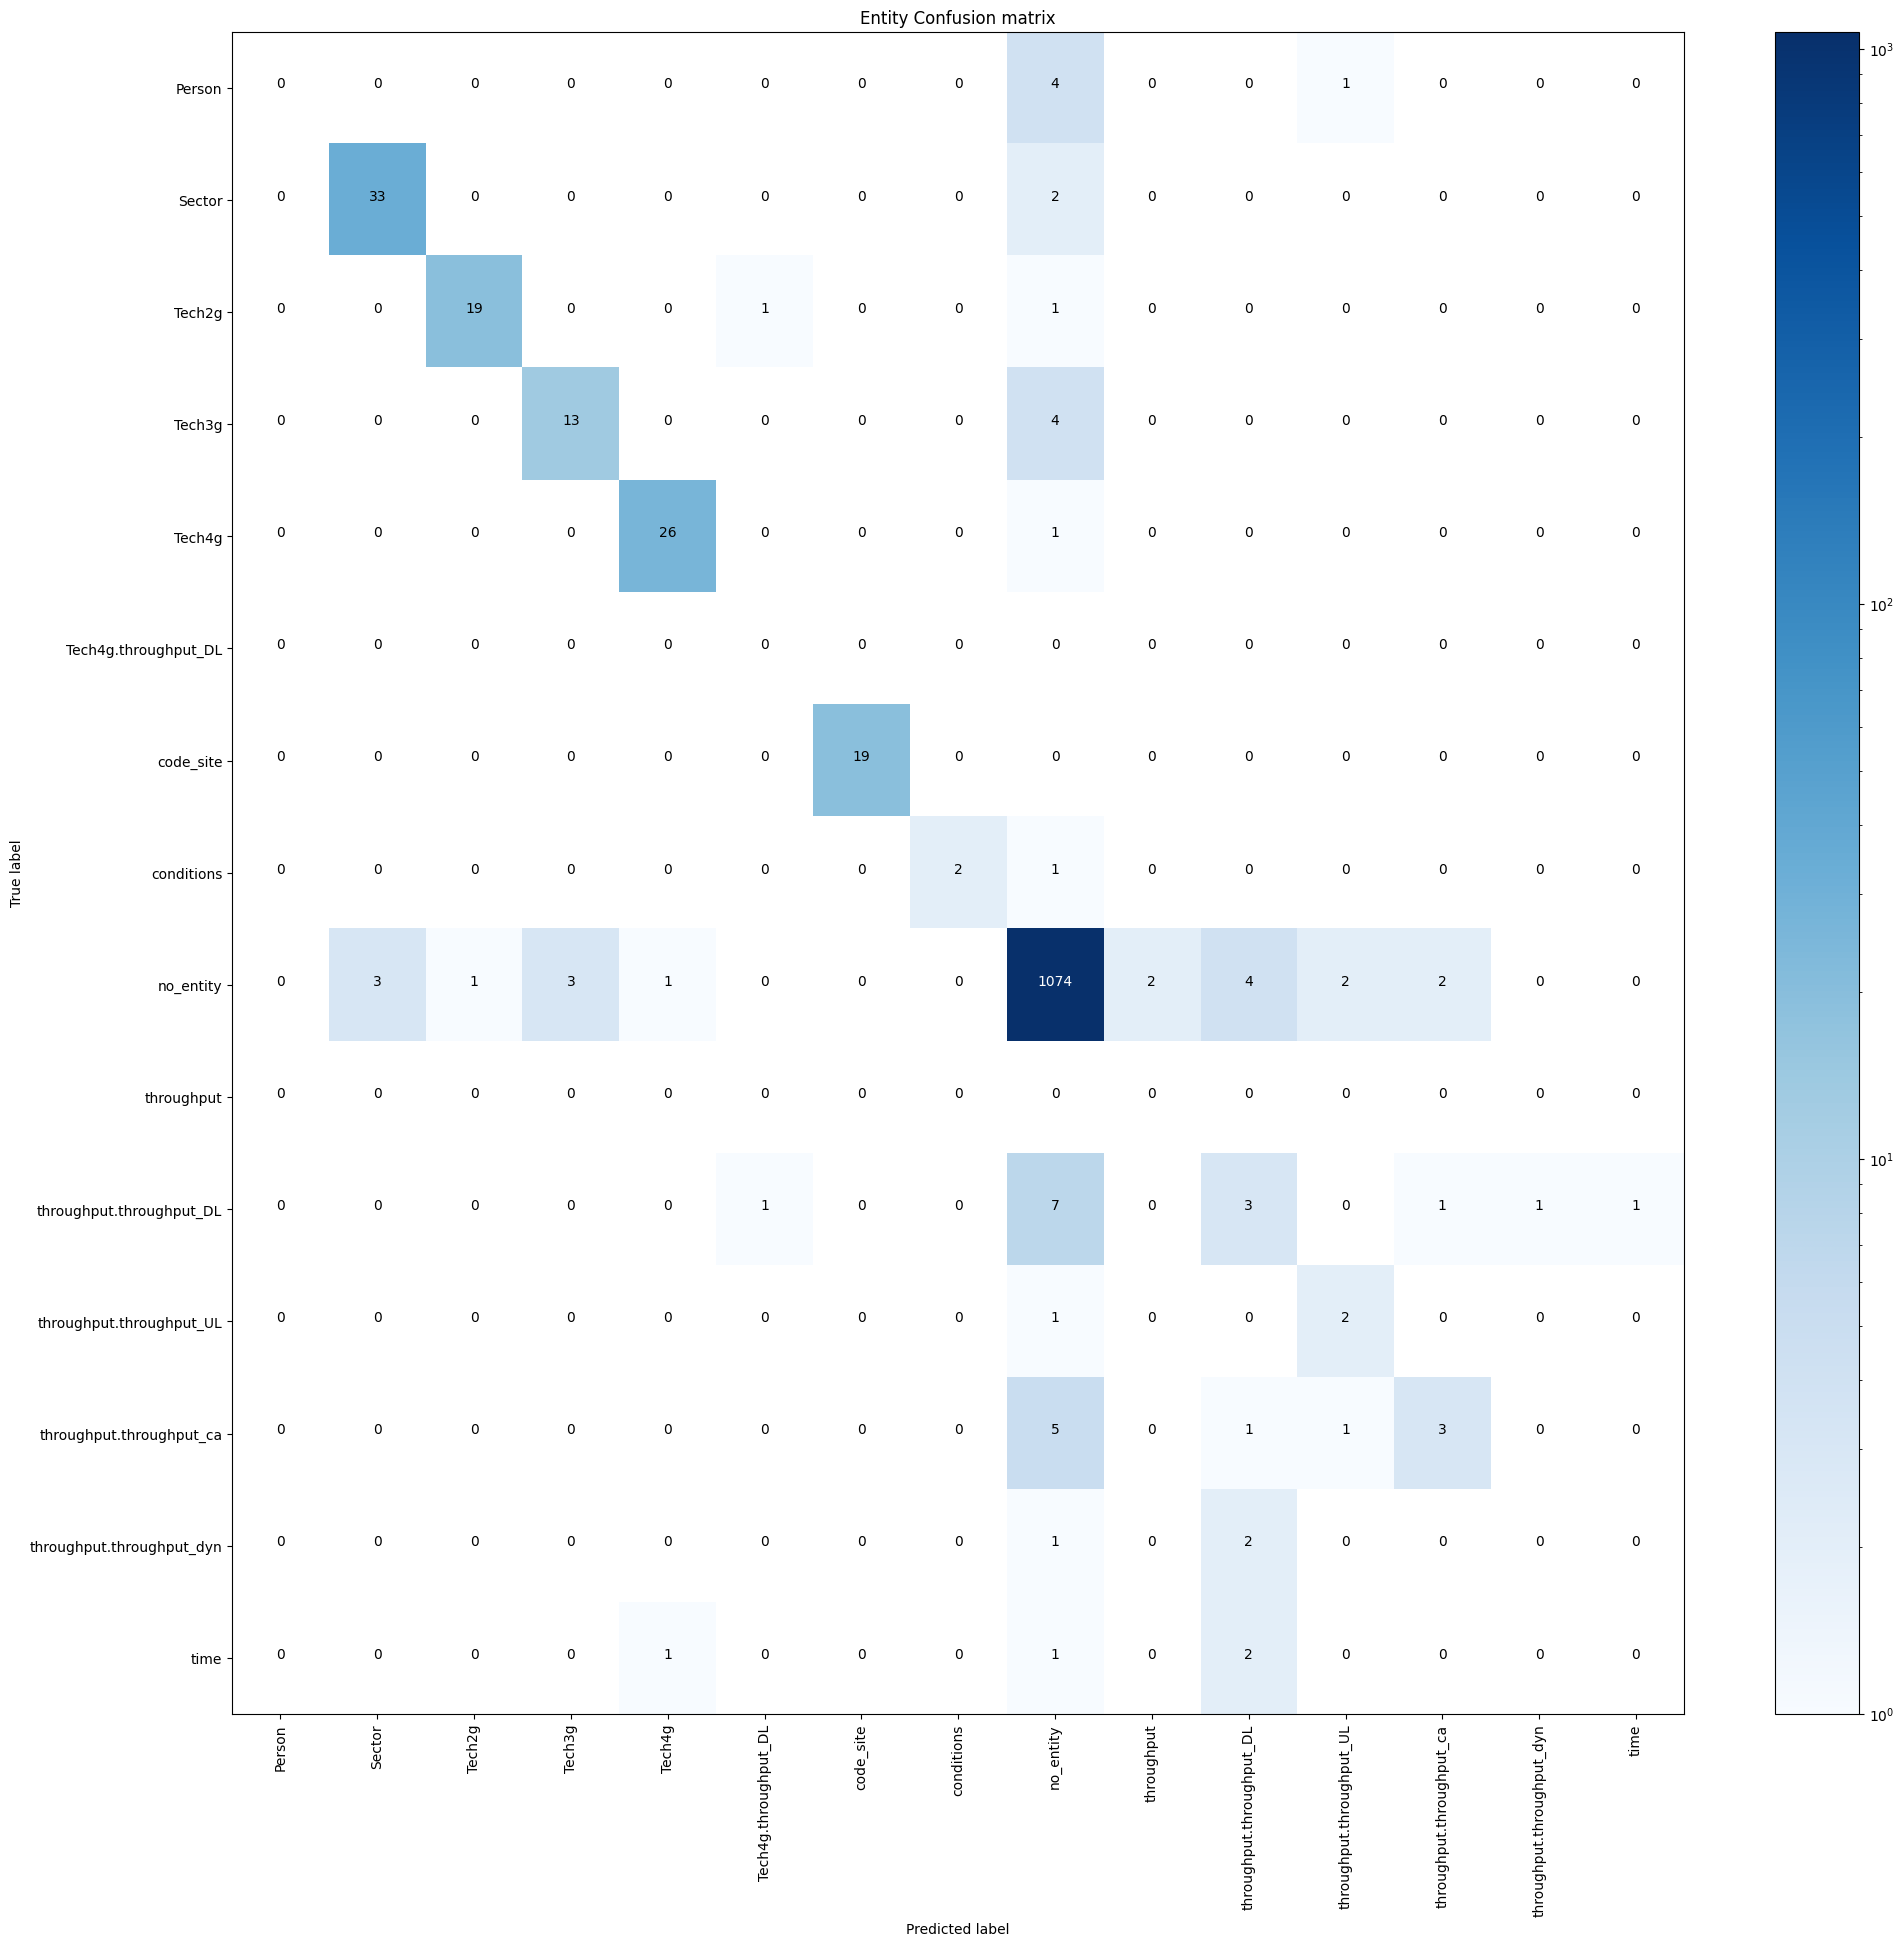 Entity Confusion matrix
True label
Person 0 0 0 0 0 0 0 0 4 0 0 1 0 0 0
Sector 0 33 0 0 0 0 0 0 2 0 0 0 0 0 0
Tech2g 0 0 19 0 0 1 0 0 1 0 0 0 0 0 0
Tech3g 0 0 0 13 0 0 0 0 4 0 0 0 0 0 0
Tech4g 0 0 0 0 26 0 0 0 1 0 0 0 0 0 0
Tech4g.throughput_DL 0 0 0 0 0 0 0 0 0 0 0 0 0 0 0
code_site 0 0 0 0 0 0 19 0 0 0 0 0 0 0 0
conditions 0 0 0 0 0 0 0 2 1 0 0 0 0 0 0
no_entity 0 3 1 3 1 0 0 0 1074 2 4 2 2 0 0
throughput 0 0 0 0 0 0 0 0 0 0 0 0 0 0 0
throughput.throughput_DL 0 0 0 0 0 1 0 0 7 0 3 0 1 1 1
throughput.throughput_UL 0 0 0 0 0 0 0 0 1 0 0 2 0 0 0
throughput.throughput_ca 0 0 0 0 0 0 0 0 5 0 1 1 3 0 0
throughput.throughput_dyn 0 0 0 0 0 0 0 0 1 0 2 0 0 0 0
time 0 0 0 0 1 0 0 0 1 0 2 0 0 0 0
Person
Sector
Tech2g
Tech3g
Tech4g
Tech4g.throughput_DL
code_site
conditions
no_entity
throughput
throughput.throughput_DL
throughput.throughput_UL
throughput.throughput_ca
throughput.throughput_dyn
time
Predicted label
10³
10²
10¹
10⁰